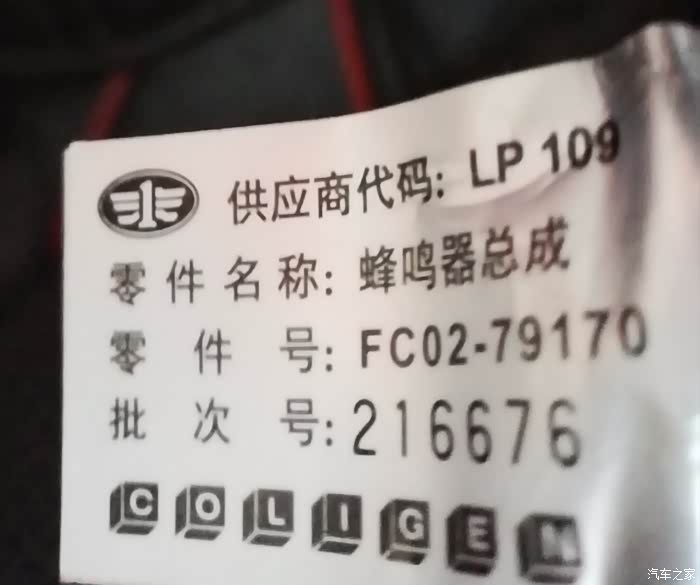 供应商代码: LP 109
零件名称: 蜂鸣器总成
零件号: FC02-79170
批次号: 216676
COLIGEN
汽车之家